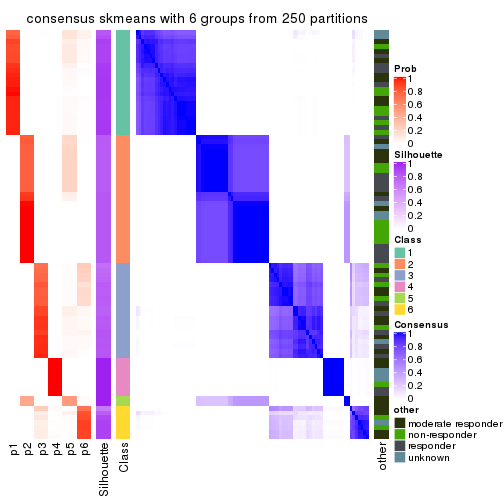 consensus skmeans with 6 groups from 250 partitions
Prob
1
0.8
0.6
0.4
0.2
0
Silhouette
1
0.8
0.6
0.4
0.2
0
Class
1
2
3
4
5
6
Consensus
1
0.8
0.6
0.4
0.2
0
other
moderate responder
non-responder
responder
unknown
p1
p2
p3
p4
p5
p6
Silhouette
Class
other